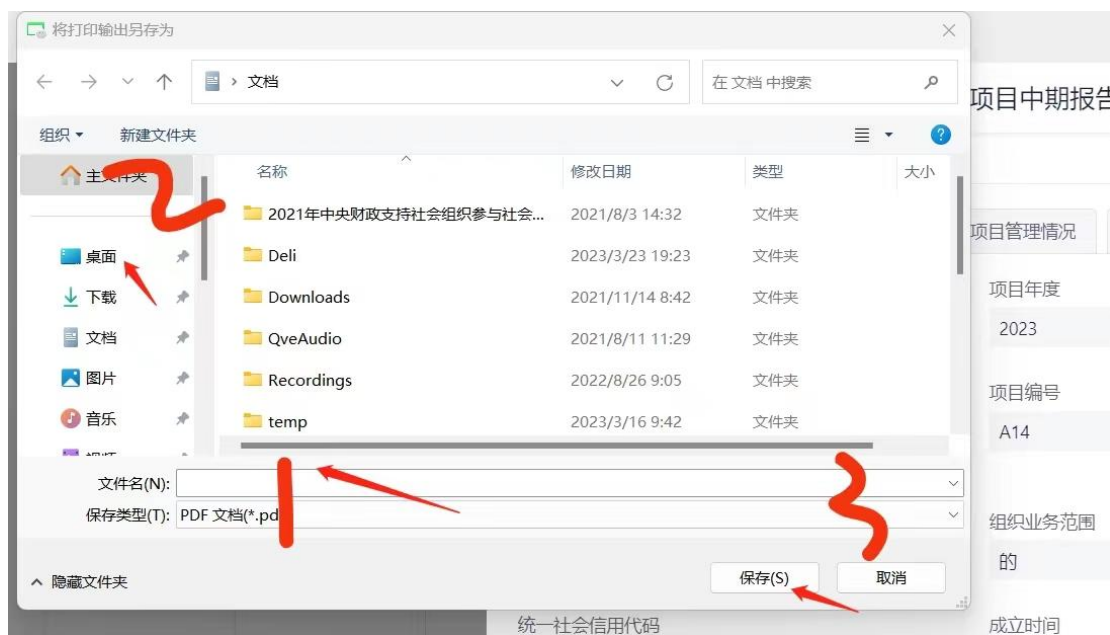 将打印输出另存为
文档
在 文档 中搜索
项目中期报告
组织 新建文件夹
主文件夹
名称 修改日期 类型 大小
2021年中央财政支持社会组织参与社会... 2021/8/3 14:32 文件夹
项目管理情况
桌面
Deli 2023/3/23 19:23 文件夹
下载
Downloads 2021/11/14 8:42 文件夹
项目年度
2023
文档
QveAudio 2021/8/11 11:29 文件夹
图片
Recordings 2022/8/26 9:05 文件夹
项目编号
音乐
temp 2023/3/16 9:42 文件夹
A14
文件名(N):
保存类型(T): PDF 文档(*.pd
组织业务范围
的
隐藏文件夹
保存(S) 取消
统一社会信用代码
成立时间
1
2
3